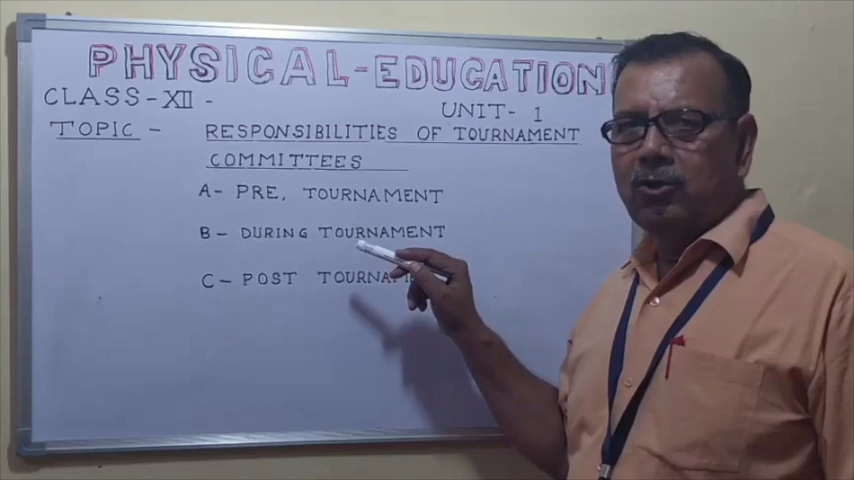 PHYSICAL-EDUCATION
CLASS-XII -
UNIT- 1
TOPIC - RESPONSIBILITIES OF TOURNAMENT
COMMITTEES
A- PRE, TOURNAMENT
B- DURING TOURNAMENT
C- POST